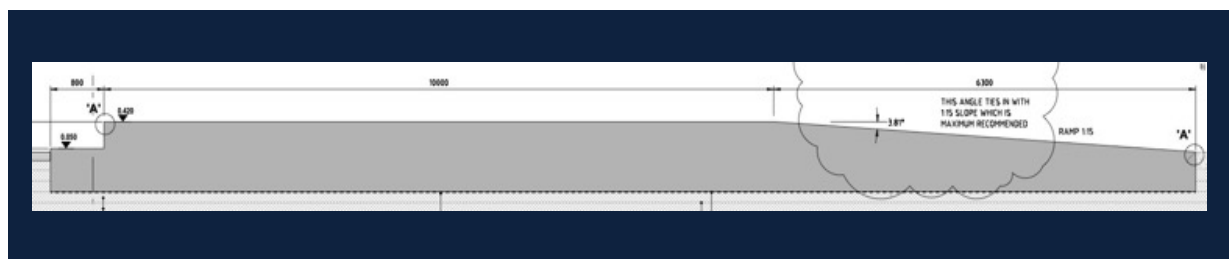 800
10000
6300
'A'
0.420
0.050
3.81°
THIS ANGLE TIES IN WITH
1:15 SLOPE WHICH IS
MAXIMUM RECOMMENDED
RAMP 1:15
'A'